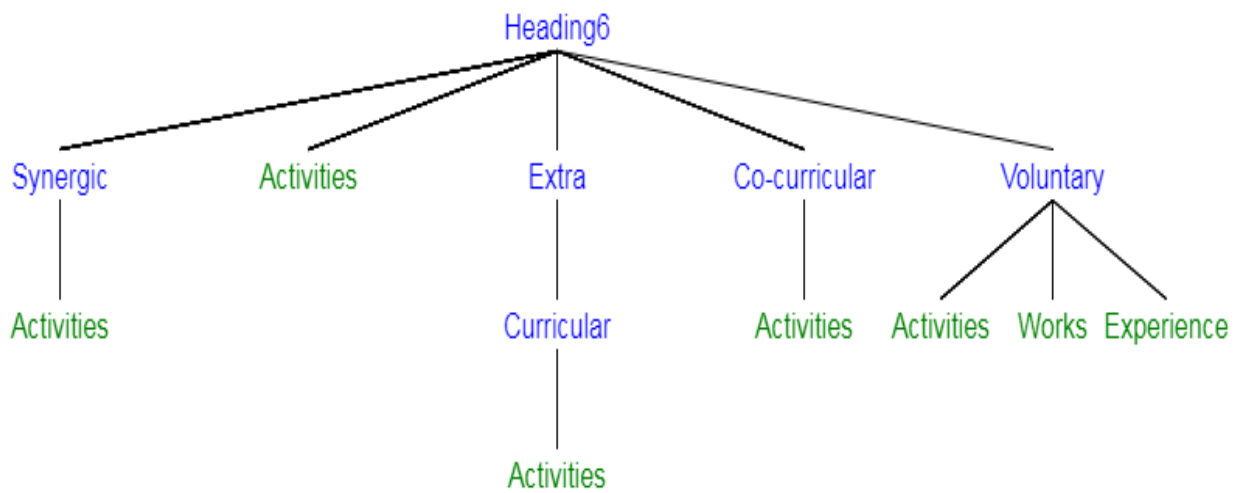 Heading6
Synergic Activities Extra Co-curricular Voluntary
Activities Curricular Activities Activities Works Experience
Activities